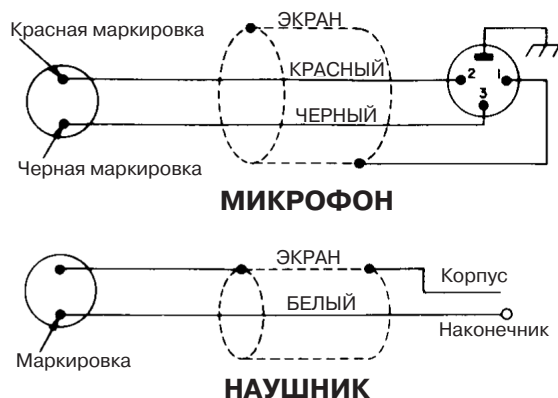 Красная маркировка
ЭКРАН
КРАСНЫЙ
2 1
3
ЧЕРНЫЙ
Черная маркировка
МИКРОФОН
ЭКРАН
Корпус
БЕЛЫЙ
Наконечник
Маркировка
НАУШНИК